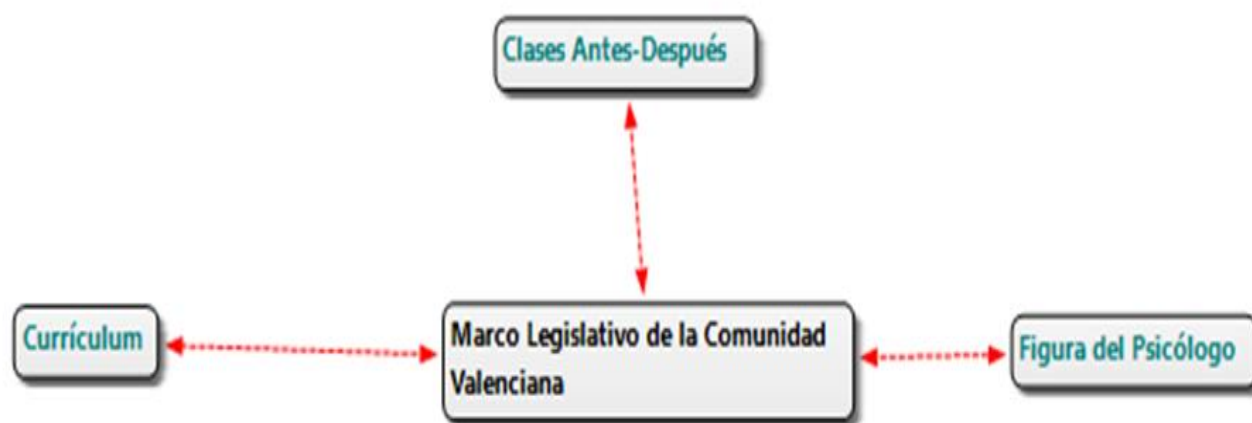 Clases Antes-Después
Currículum
Marco Legislativo de la Comunidad
Valenciana
Figura del Psicólogo